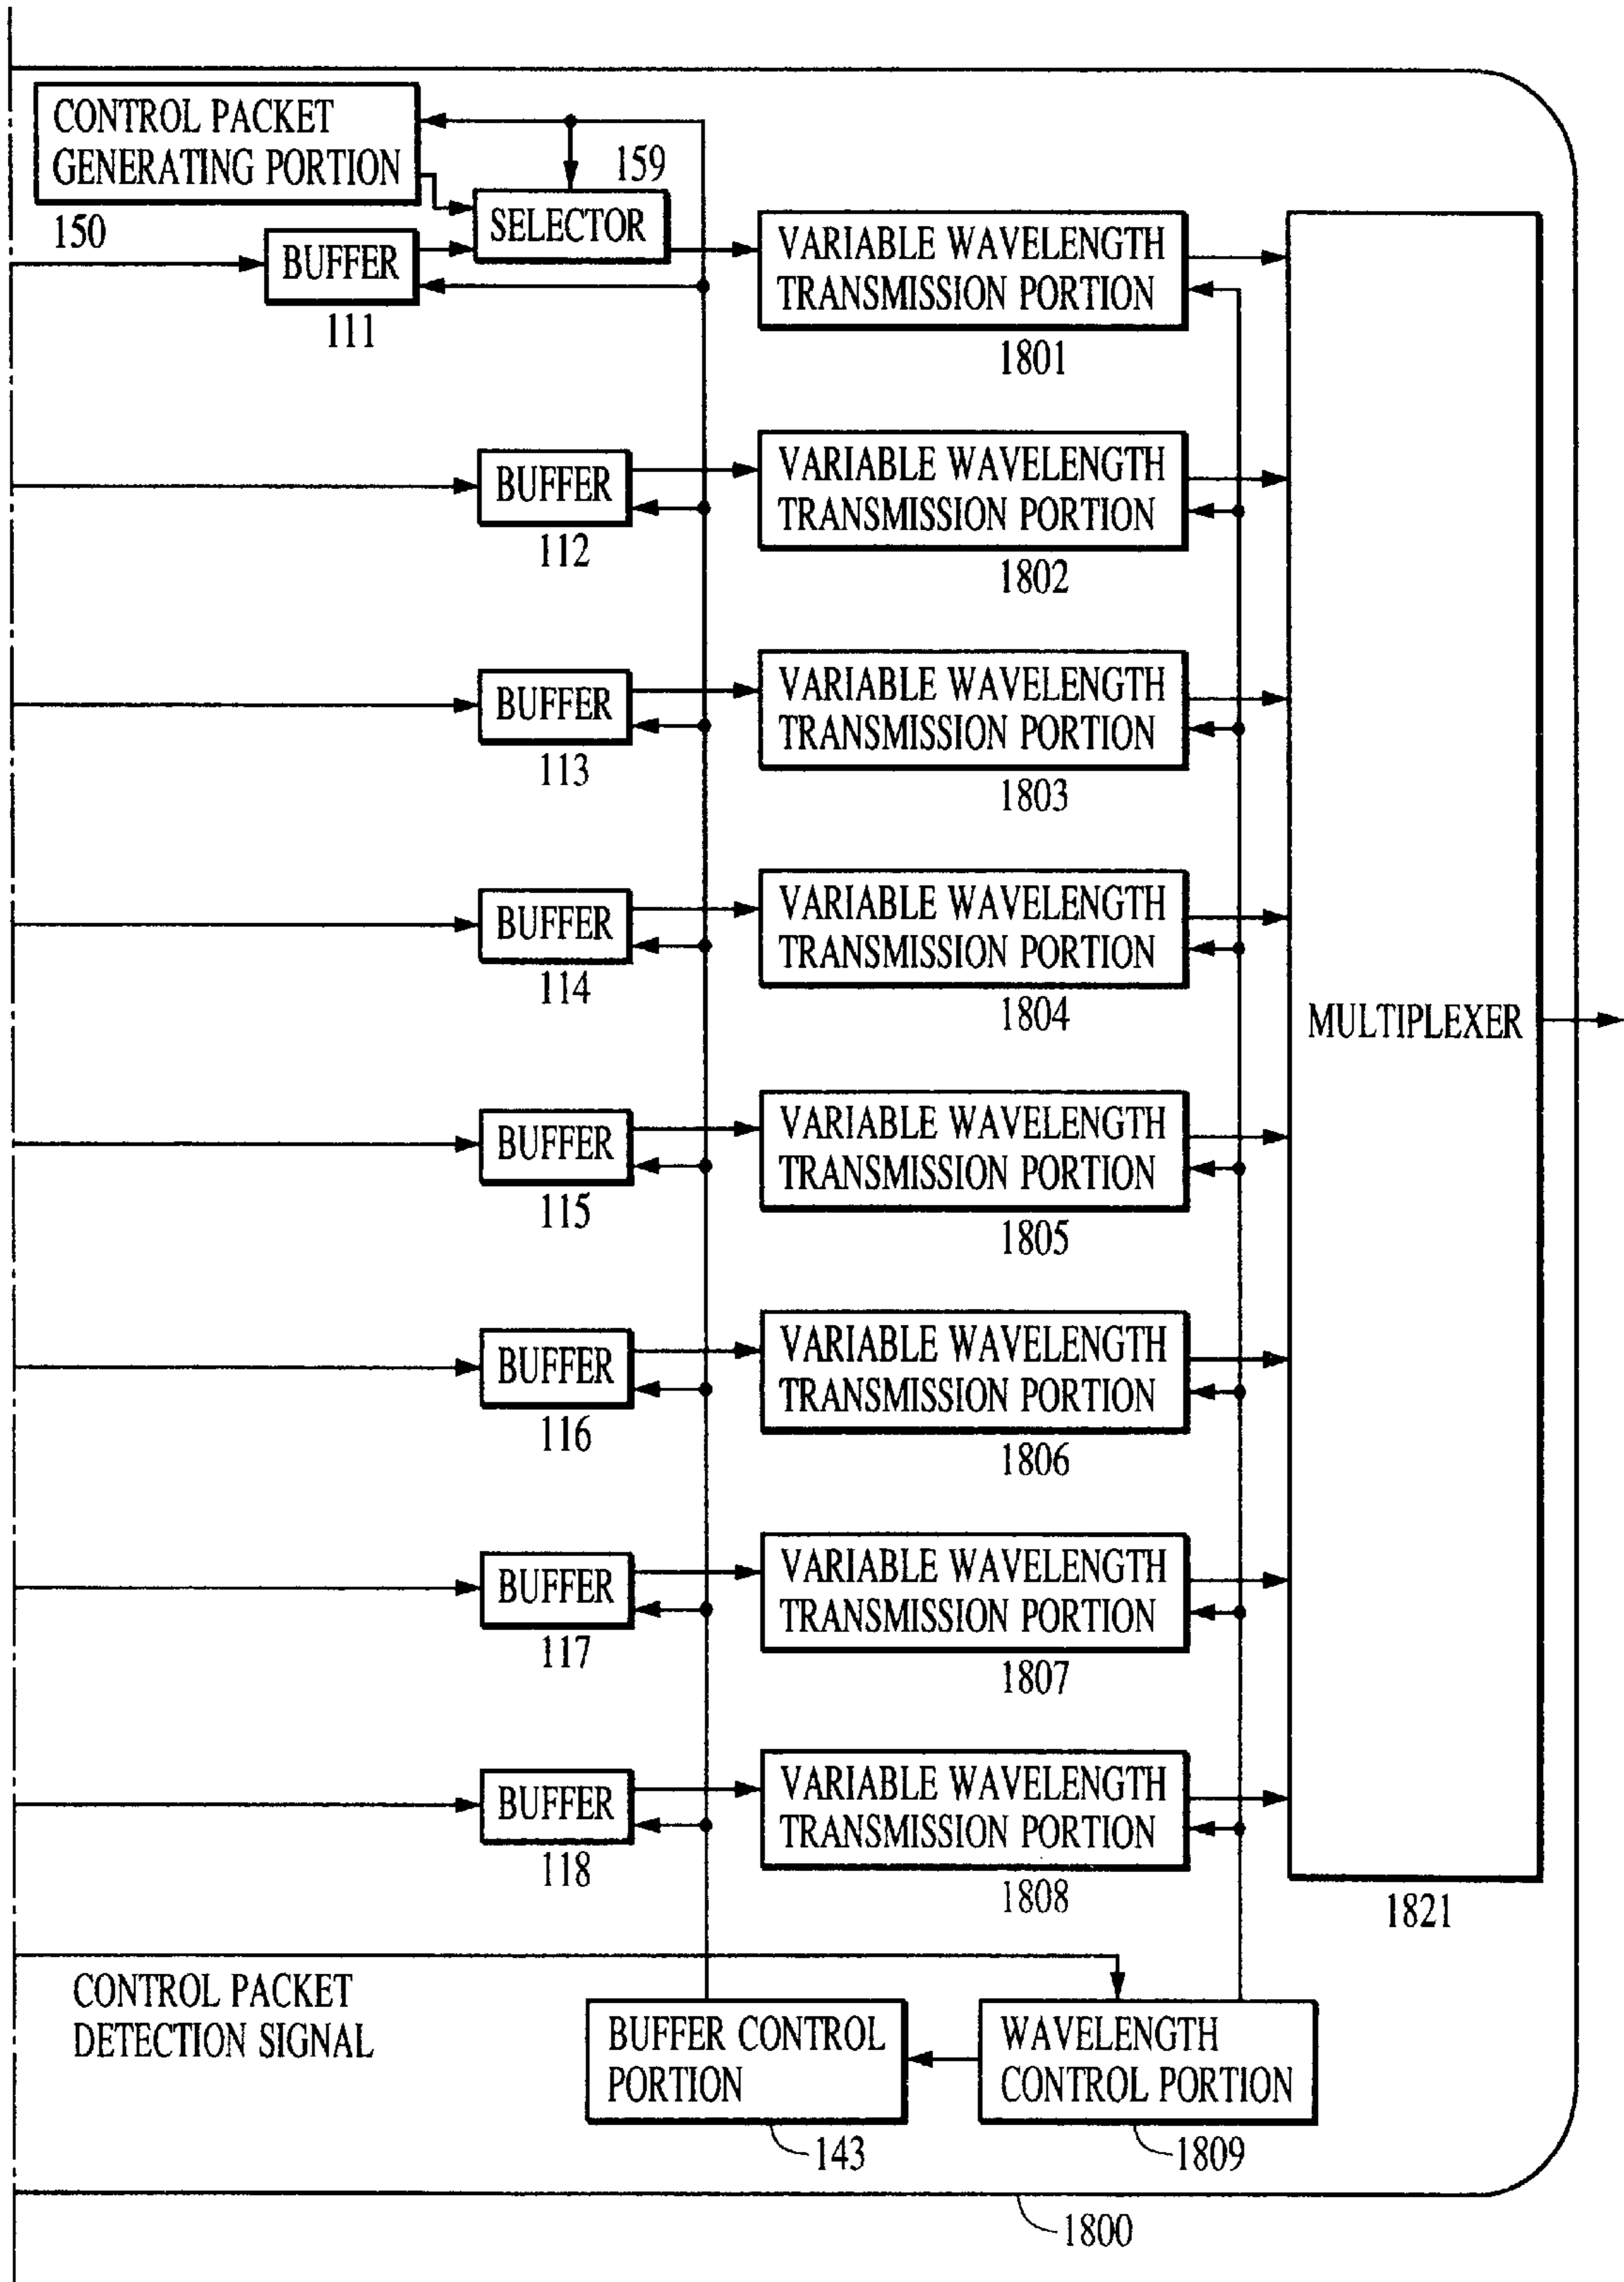 CONTROL PACKET
GENERATING PORTION
150
159
SELECTOR
BUFFER
111
VARIABLE WAVELENGTH
TRANSMISSION PORTION
1801
BUFFER
112
VARIABLE WAVELENGTH
TRANSMISSION PORTION
1802
BUFFER
113
VARIABLE WAVELENGTH
TRANSMISSION PORTION
1803
BUFFER
114
VARIABLE WAVELENGTH
TRANSMISSION PORTION
1804
MULTIPLEXER
BUFFER
115
VARIABLE WAVELENGTH
TRANSMISSION PORTION
1805
BUFFER
116
VARIABLE WAVELENGTH
TRANSMISSION PORTION
1806
BUFFER
117
VARIABLE WAVELENGTH
TRANSMISSION PORTION
1807
BUFFER
118
VARIABLE WAVELENGTH
TRANSMISSION PORTION
1808
1821
CONTROL PACKET
DETECTION SIGNAL
BUFFER CONTROL
PORTION
143
WAVELENGTH
CONTROL PORTION
1809
1800